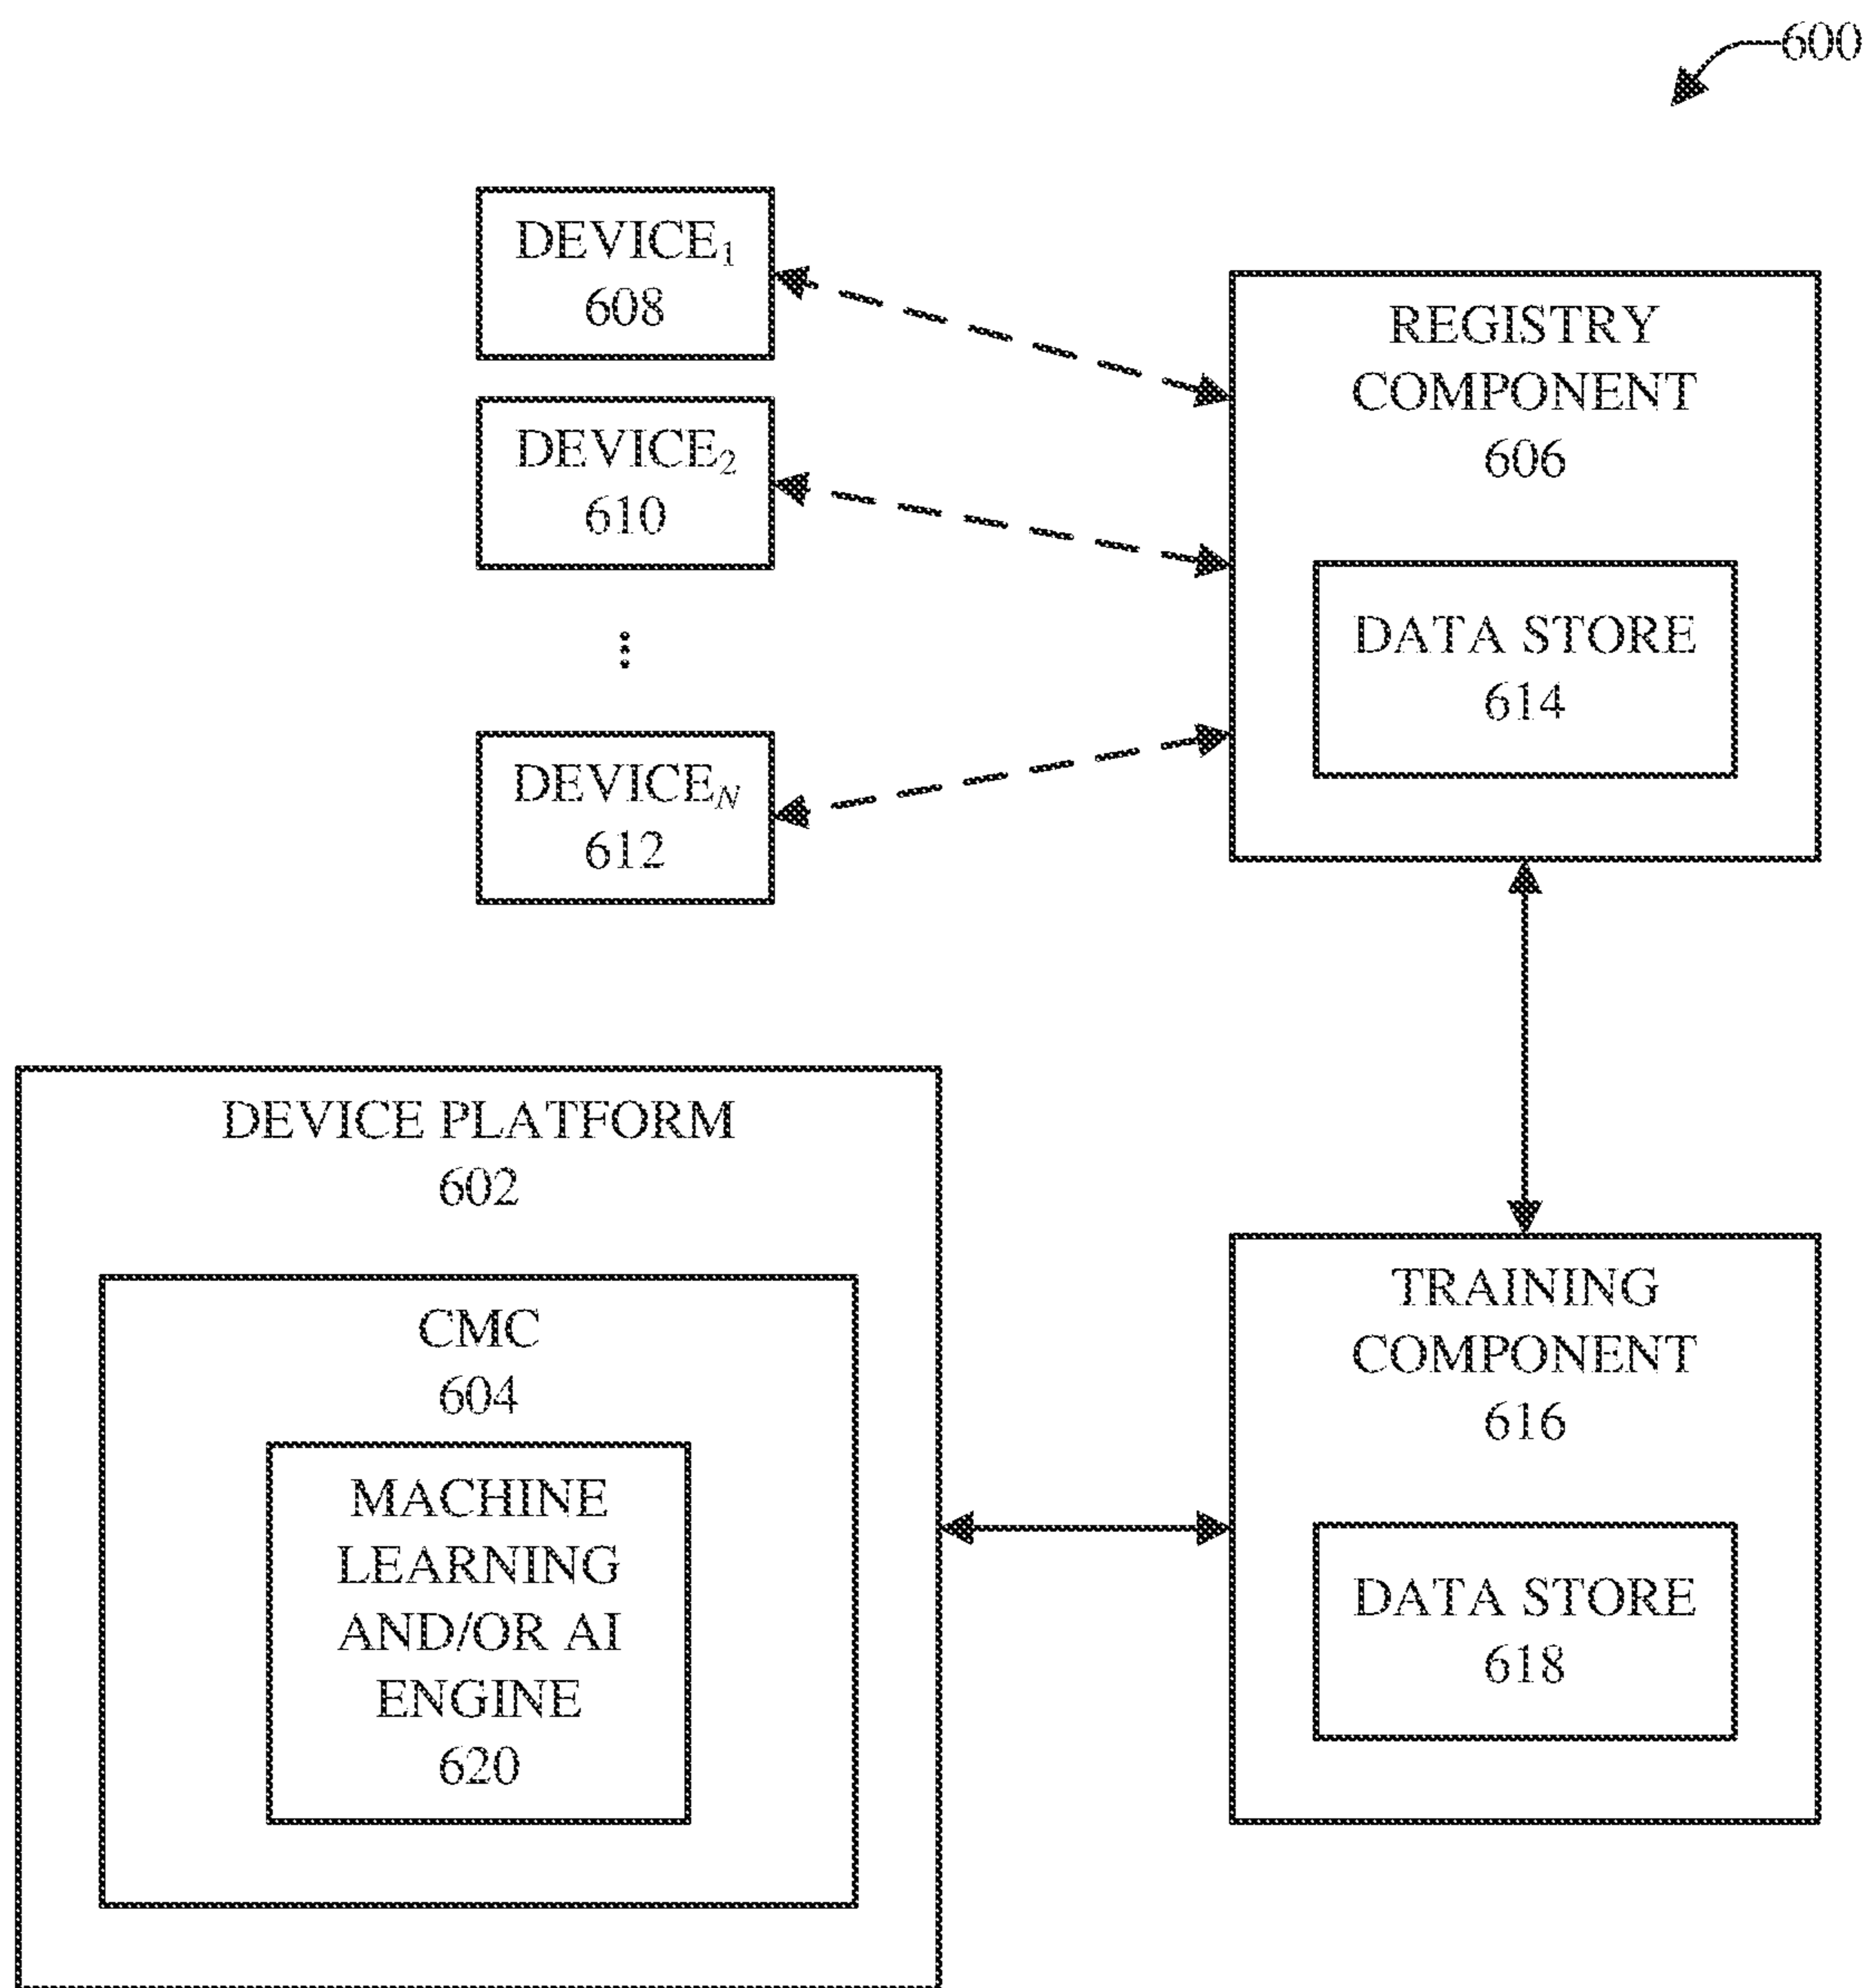 600
DEVICE₁
608
DEVICE₂
610
⋮
DEVICE_N
612
REGISTRY
COMPONENT
606
DATA STORE
614
DEVICE PLATFORM
602
CMC
604
MACHINE
LEARNING
AND/OR AI
ENGINE
620
TRAINING
COMPONENT
616
DATA STORE
618